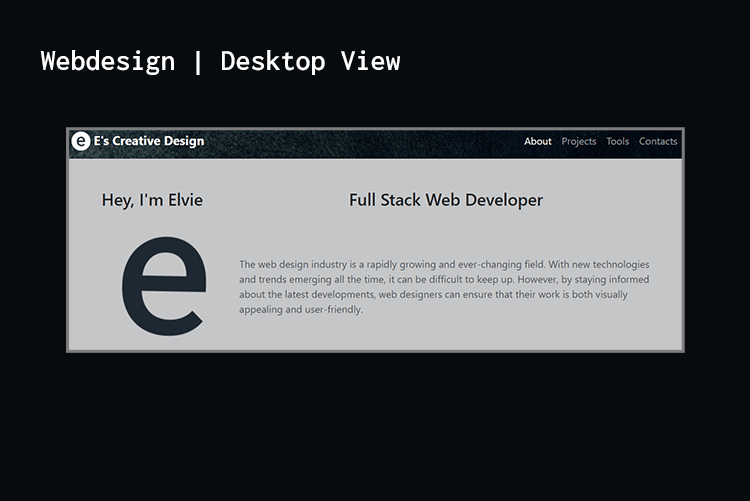 Webdesign | Desktop View
e E's Creative Design About Projects Tools Contacts
Hey, I'm Elvie Full Stack Web Developer
e
The web design industry is a rapidly growing and ever-changing field. With new technologies
and trends emerging all the time, it can be difficult to keep up. However, by staying informed
about the latest developments, web designers can ensure that their work is both visually
appealing and user-friendly.